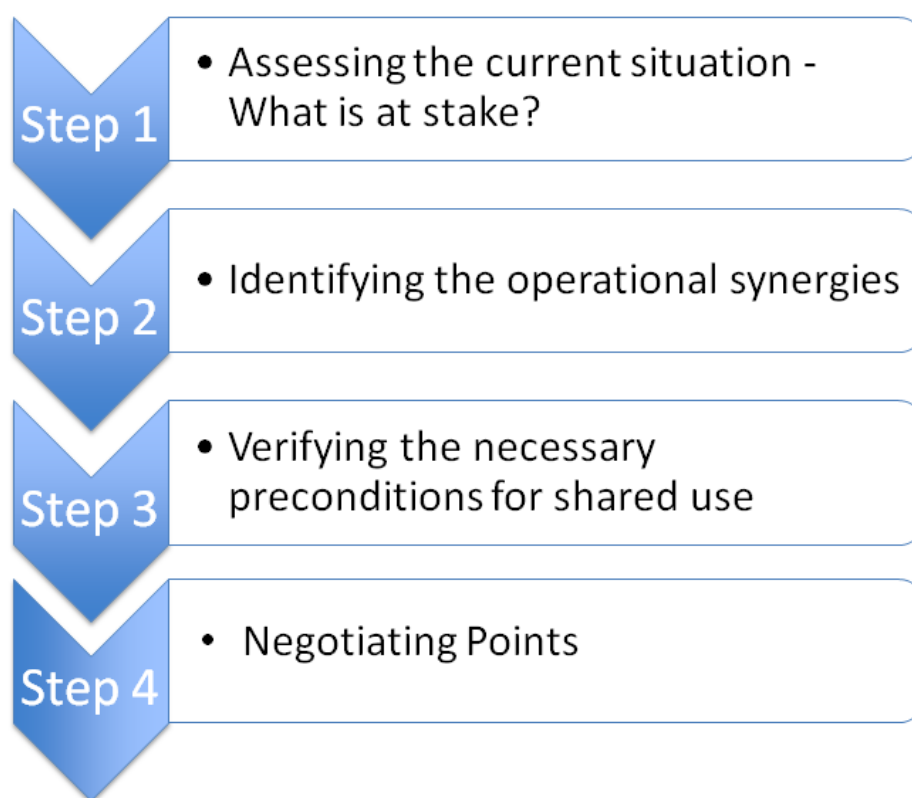 Step 1
• Assessing the current situation -
What is at stake?
Step 2
• Identifying the operational synergies
Step 3
• Verifying the necessary
preconditions for shared use
Step 4
• Negotiating Points